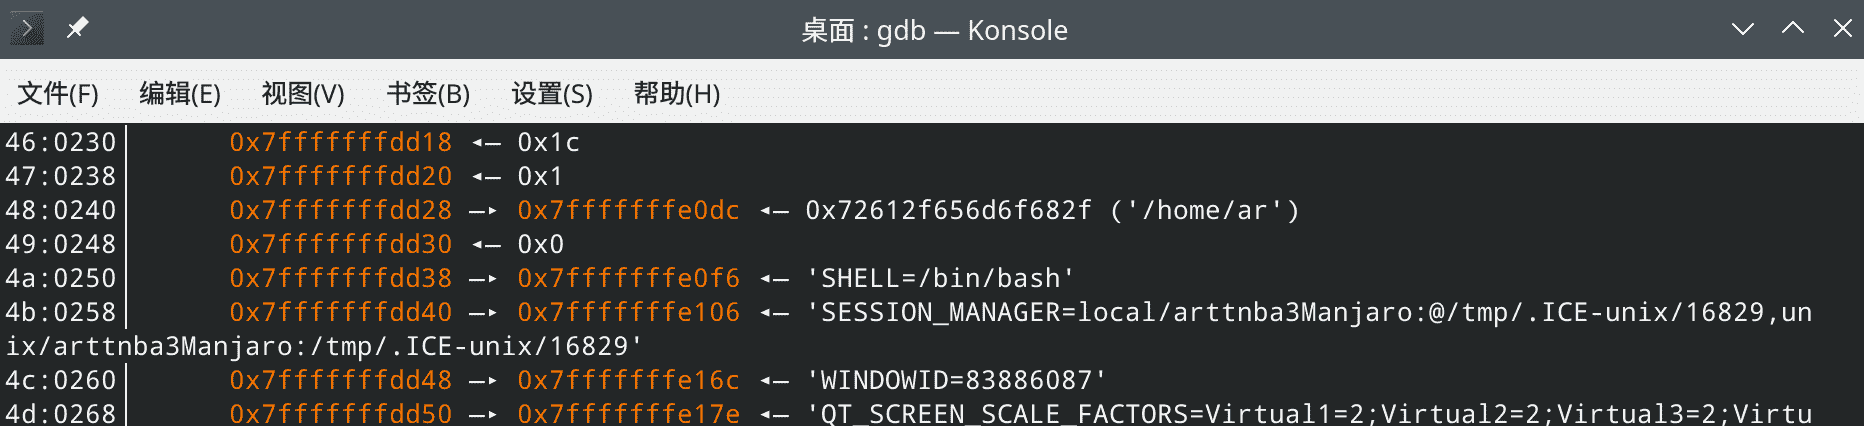 桌面 : gdb — Konsole
文件(F) 编辑(E) 视图(V) 书签(B) 设置(S) 帮助(H)
46:0230│ 0x7fffffffdd18 ◂— 0x1c
47:0238│ 0x7fffffffdd20 ◂— 0x1
48:0240│ 0x7fffffffdd28 —▸ 0x7fffffffe0dc ◂— 0x72612f656d6f682f ('/home/ar')
49:0248│ 0x7fffffffdd30 ◂— 0x0
4a:0250│ 0x7fffffffdd38 —▸ 0x7fffffffe0f6 ◂— 'SHELL=/bin/bash'
4b:0258│ 0x7fffffffdd40 —▸ 0x7fffffffe106 ◂— 'SESSION_MANAGER=local/arttnba3Manjaro:@/tmp/.ICE-unix/16829,un
ix/arttnba3Manjaro:/tmp/.ICE-unix/16829'
4c:0260│ 0x7fffffffdd48 —▸ 0x7fffffffe16c ◂— 'WINDOWID=83886087'
4d:0268│ 0x7fffffffdd50 —▸ 0x7fffffffe17e ◂— 'QT_SCREEN_SCALE_FACTORS=Virtual1=2;Virtual2=2;Virtual3=2;Virtu